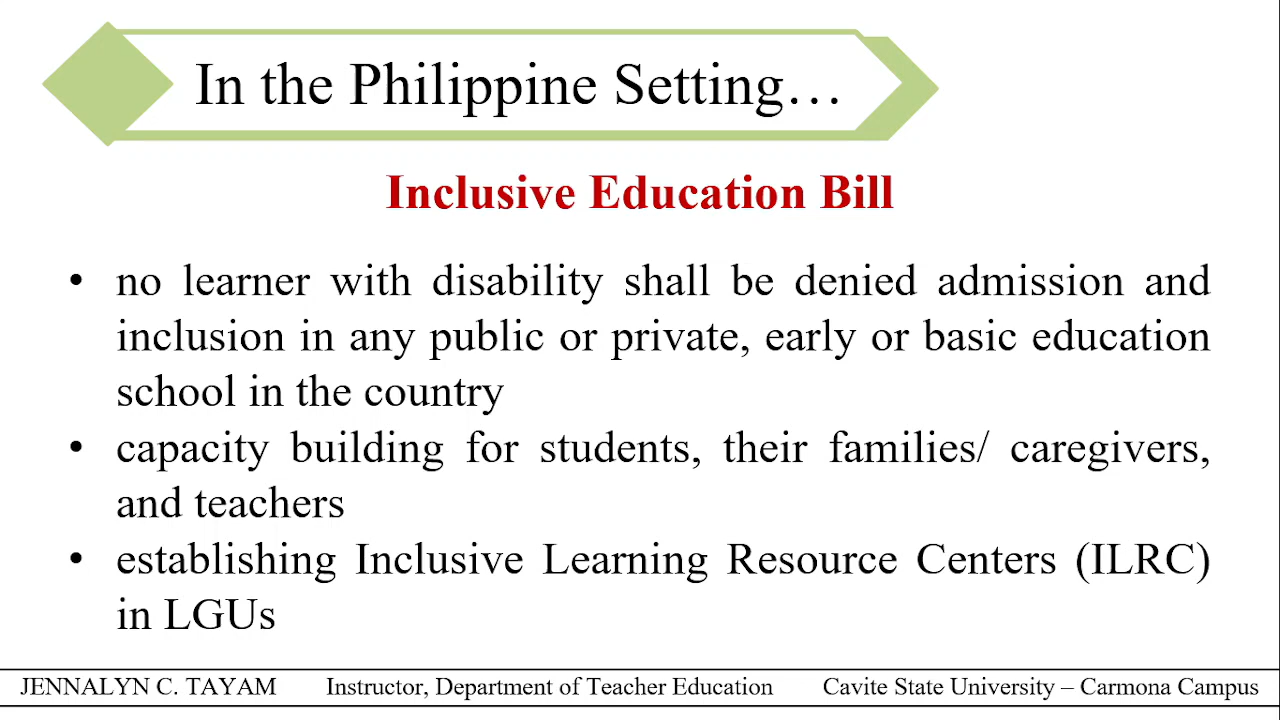 In the Philippine Setting…
Inclusive Education Bill
• no learner with disability shall be denied admission and
inclusion in any public or private, early or basic education
school in the country
• capacity building for students, their families/ caregivers,
and teachers
• establishing Inclusive Learning Resource Centers (ILRC)
in LGUs
JENNALYN C. TAYAM Instructor, Department of Teacher Education Cavite State University – Carmona Campus